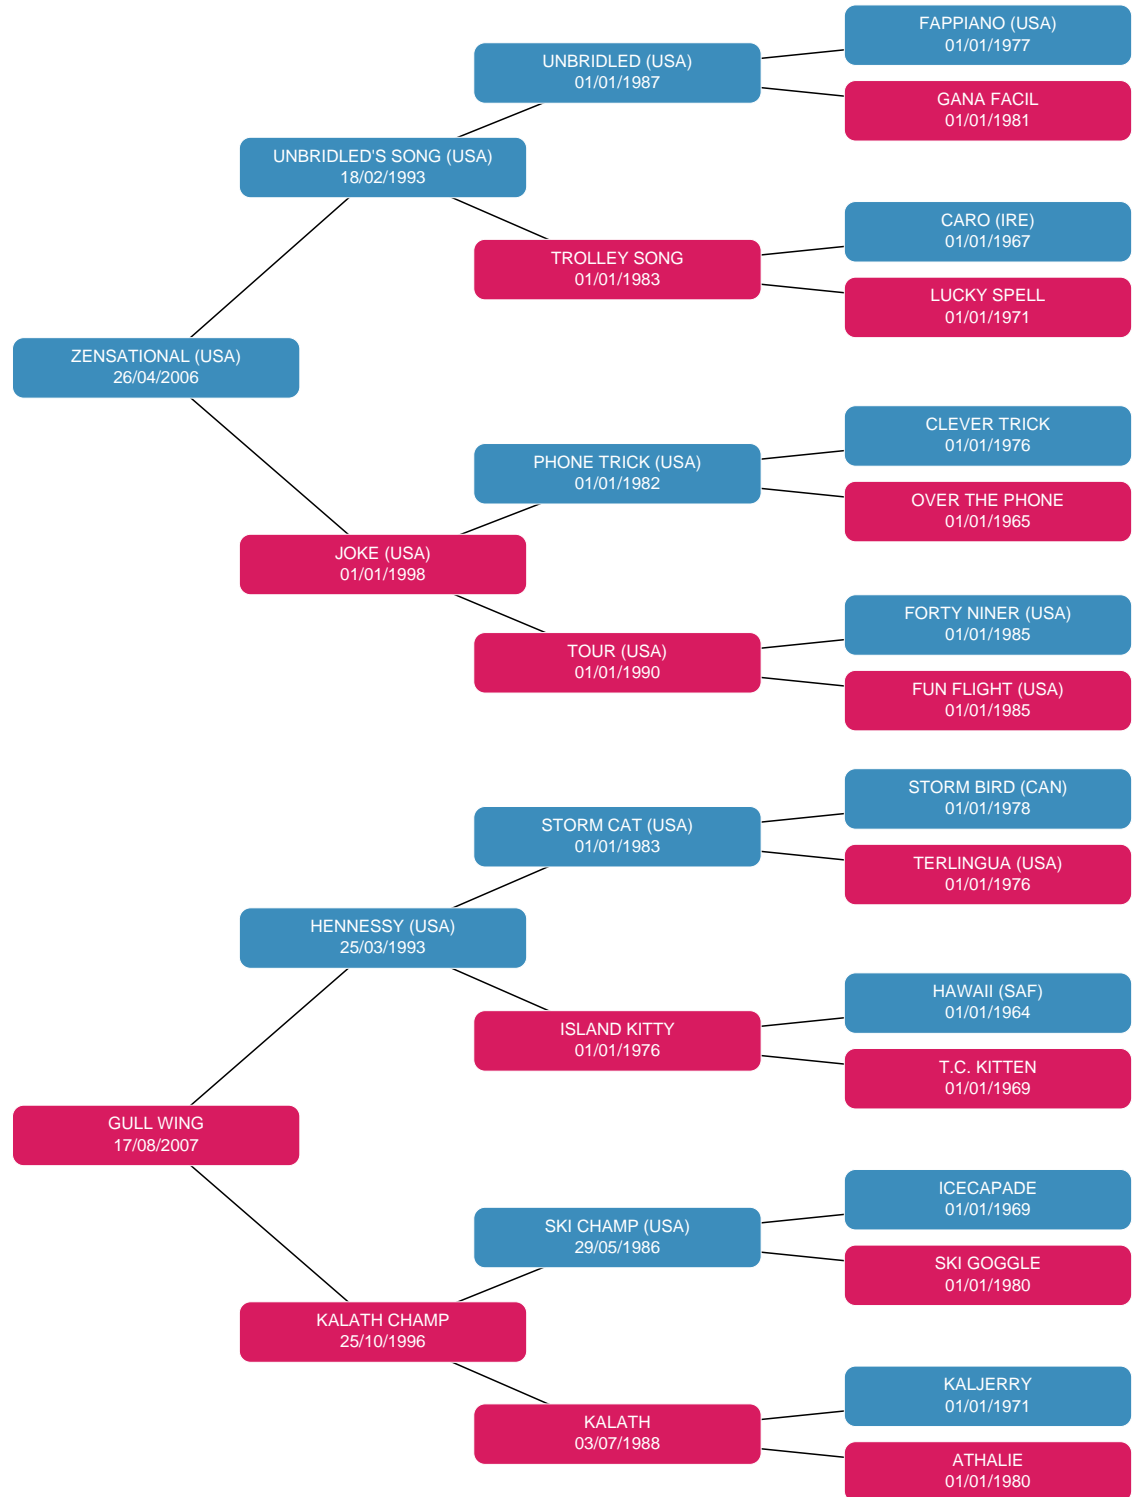 FAPPIANO (USA)
01/01/1977
UNBRIDLED (USA)
01/01/1987
GANA FACIL
01/01/1981
UNBRIDLED'S SONG (USA)
18/02/1993
CARO (IRE)
01/01/1967
TROLLEY SONG
01/01/1983
LUCKY SPELL
01/01/1971
ZENSATIONAL (USA)
26/04/2006
CLEVER TRICK
01/01/1976
PHONE TRICK (USA)
01/01/1982
OVER THE PHONE
01/01/1965
JOKE (USA)
01/01/1998
FORTY NINER (USA)
01/01/1985
TOUR (USA)
01/01/1990
FUN FLIGHT (USA)
01/01/1985
STORM BIRD (CAN)
01/01/1978
STORM CAT (USA)
01/01/1983
TERLINGUA (USA)
01/01/1976
HENNESSY (USA)
25/03/1993
HAWAII (SAF)
01/01/1964
ISLAND KITTY
01/01/1976
T.C. KITTEN
01/01/1969
GULL WING
17/08/2007
ICECAPADE
01/01/1969
SKI CHAMP (USA)
29/05/1986
SKI GOGGLE
01/01/1980
KALATH CHAMP
25/10/1996
KALJERRY
01/01/1971
KALATH
03/07/1988
ATHALIE
01/01/1980